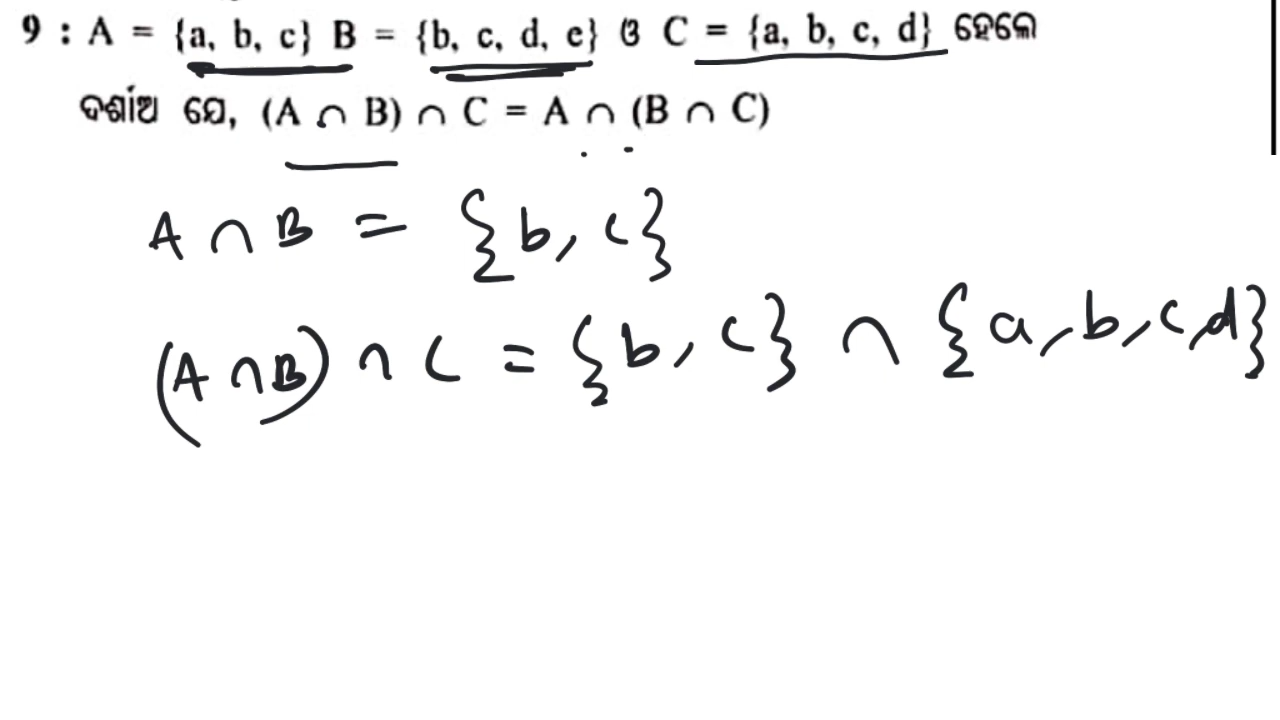 9 : A = {a, b, c} B = {b, c, d, e} ଓ C = {a, b, c, d} ହେଲେ
ଦର୍ଶାଅ ଯେ, (A ∩ B) ∩ C = A ∩ (B ∩ C)
A ∩ B = {b, c}
(A ∩ B) ∩ C = {b, c} ∩ {a, b, c, d}